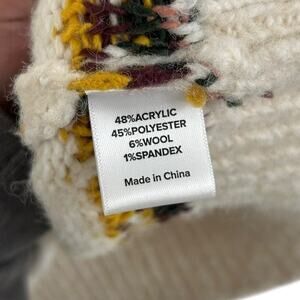 48%ACRYLIC
45%POLYESTER
6%WOOL
1%SPANDEX
Made in China